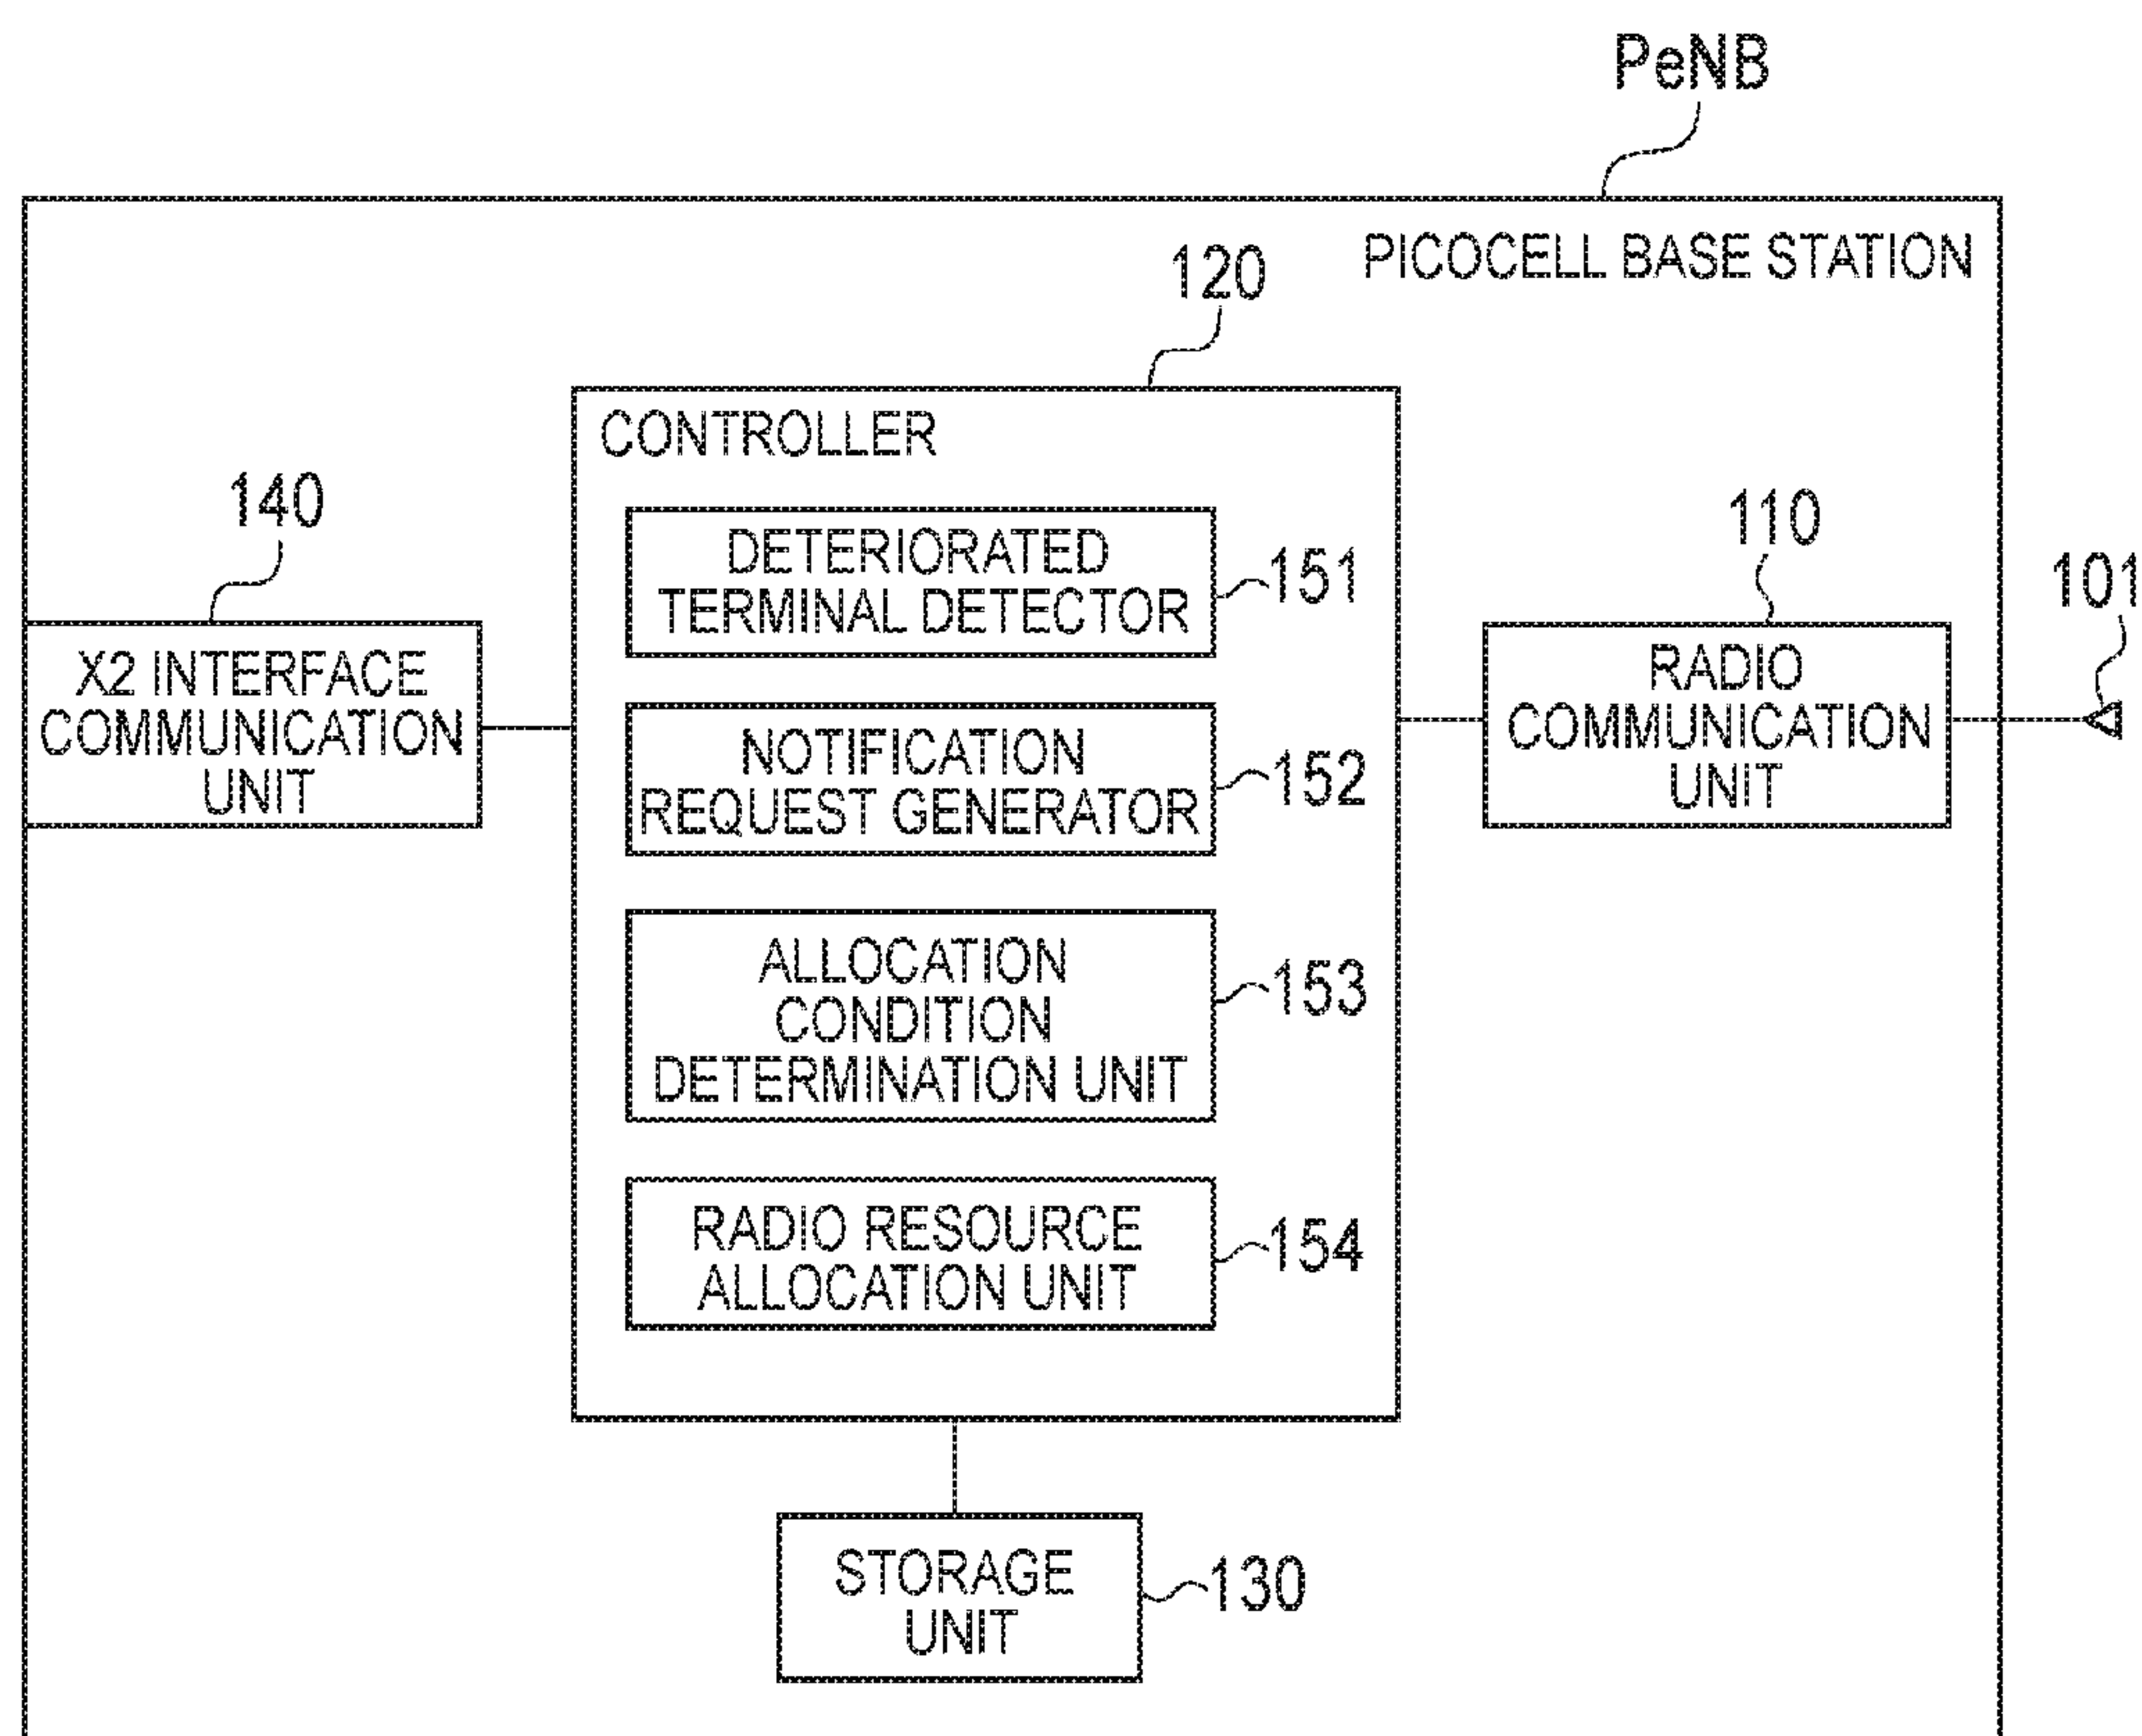 PeNB
PICOCELL BASE STATION
120
CONTROLLER
140
X2 INTERFACE
COMMUNICATION
UNIT
DETERIORATED
TERMINAL DETECTOR
151
NOTIFICATION
REQUEST GENERATOR
152
ALLOCATION
CONDITION
DETERMINATION UNIT
153
RADIO RESOURCE
ALLOCATION UNIT
154
110
RADIO
COMMUNICATION
UNIT
101
STORAGE
UNIT
130